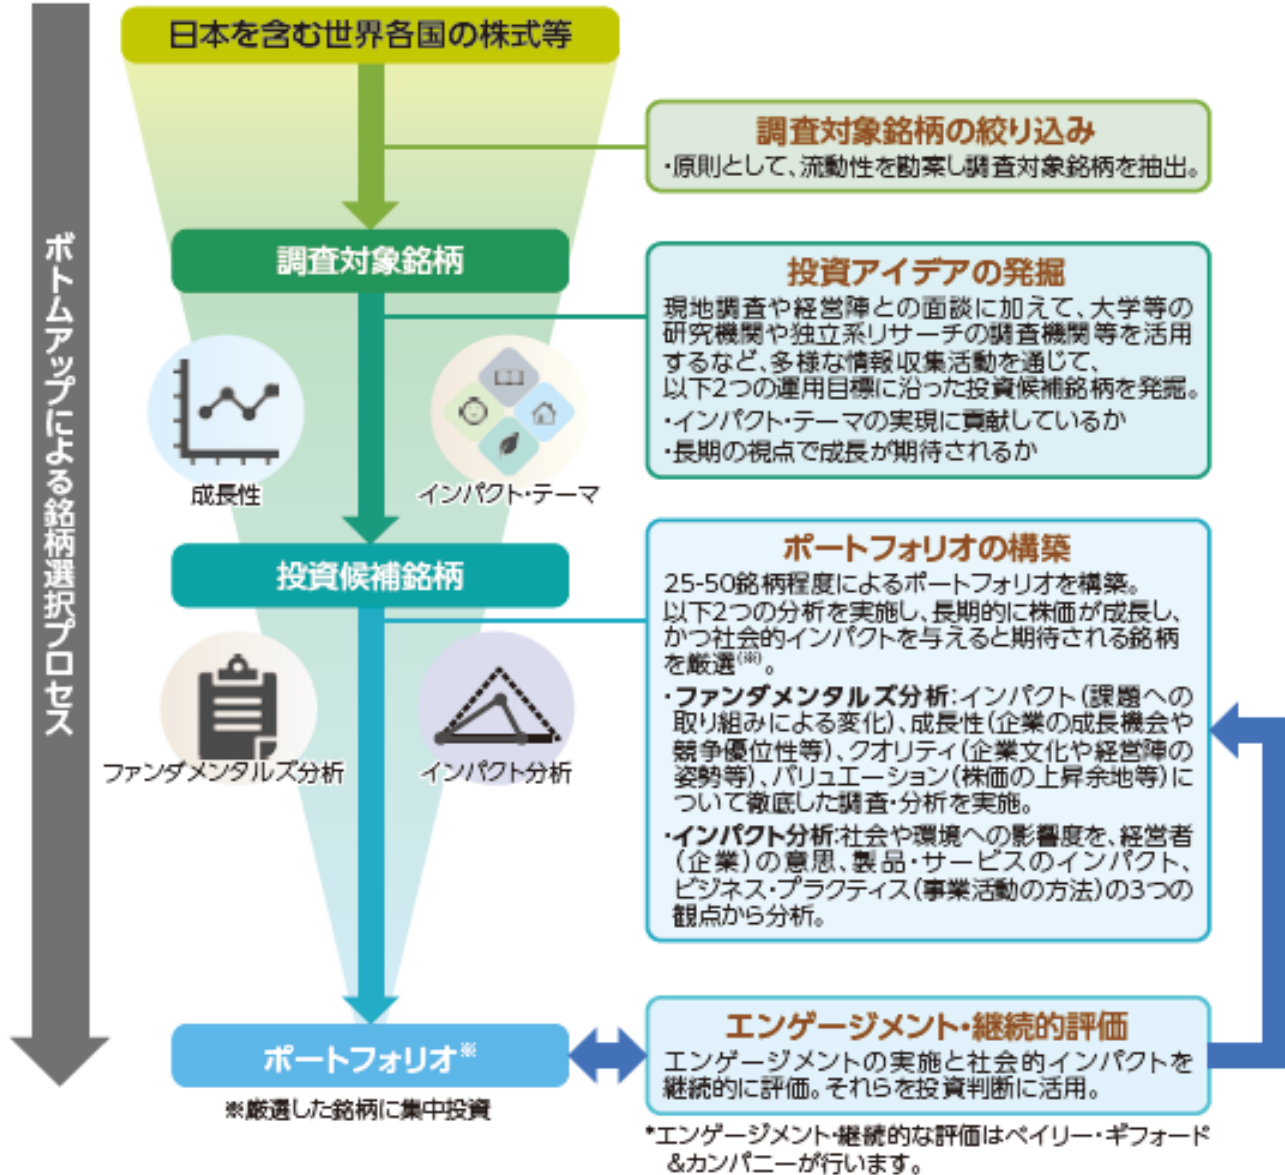 ボトムアップによる銘柄選択プロセス
日本を含む世界各国の株式等
調査対象銘柄の絞り込み
・原則として、流動性を勘案し調査対象銘柄を抽出。
調査対象銘柄
投資アイデアの発掘
現地調査や経営陣との面談に加えて、大学等の
研究機関や独立系リサーチの調査機関等を活用
するなど、多様な情報収集活動を通じて、
以下2つの運用目標に沿った投資候補銘柄を発掘。
・インパクト・テーマの実現に貢献しているか
・長期の視点で成長が期待されるか
成長性
インパクト・テーマ
投資候補銘柄
ポートフォリオの構築
25-50銘柄程度によるポートフォリオを構築。
以下2つの分析を実施し、長期的に株価が成長し、
かつ社会的インパクトを与えると期待される銘柄
を厳選(※)。
・ファンダメンタルズ分析:インパクト(課題への
取り組みによる変化)、成長性(企業の成長機会や
競争優位性等)、クオリティ(企業文化や経営陣の
姿勢等)、バリュエーション(株価の上昇余地等)に
ついて徹底した調査・分析を実施。
・インパクト分析:社会や環境への影響度を、経営者
(企業)の意思、製品・サービスのインパクト、
ビジネス・プラクティス(事業活動の方法)の3つの
観点から分析。
ファンダメンタルズ分析
インパクト分析
ポートフォリオ※
※厳選した銘柄に集中投資
エンゲージメント・継続的評価
エンゲージメントの実施と社会的インパクトを
継続的に評価。それらを投資判断に活用。
*エンゲージメント・継続的な評価はベイリー・ギフォード
&カンパニーが行います。